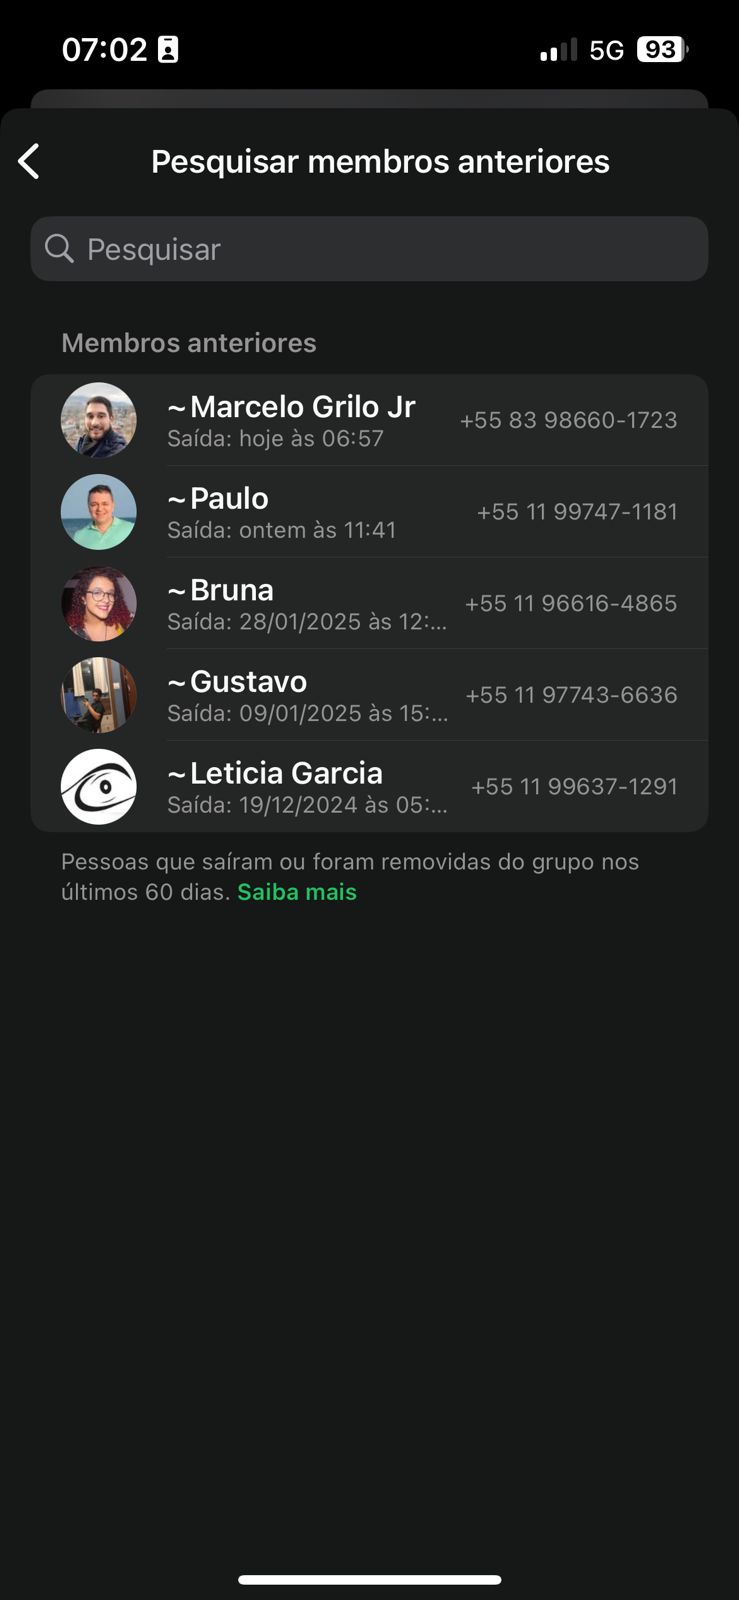 07:02
5G
93
Pesquisar membros anteriores
Pesquisar
Membros anteriores
~Marcelo Grilo Jr
+55 83 98660-1723
Saída: hoje às 06:57
~Paulo
+55 11 99747-1181
Saída: ontem às 11:41
~Bruna
+55 11 96616-4865
Saída: 28/01/2025 às 12:...
~Gustavo
+55 11 97743-6636
Saída: 09/01/2025 às 15:...
~Leticia Garcia
+55 11 99637-1291
Saída: 19/12/2024 às 05:...
Pessoas que saíram ou foram removidas do grupo nos
últimos 60 dias. Saiba mais